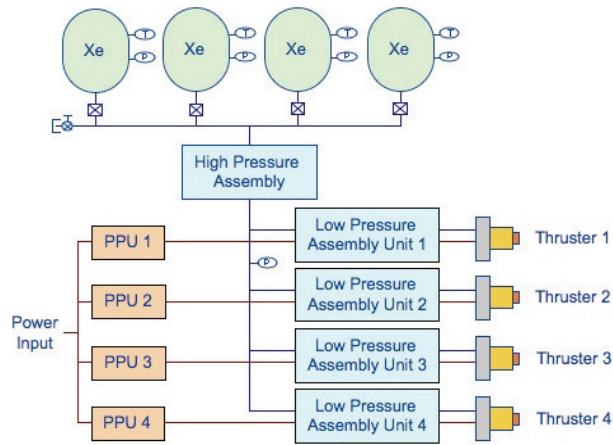 Xe
T
P
Xe
T
P
Xe
T
P
Xe
T
P
High Pressure
Assembly
PPU 1
Low Pressure
Assembly Unit 1
Thruster 1
P
PPU 2
Low Pressure
Assembly Unit 2
Thruster 2
Power
Input
PPU 3
Low Pressure
Assembly Unit 3
Thruster 3
PPU 4
Low Pressure
Assembly Unit 4
Thruster 4